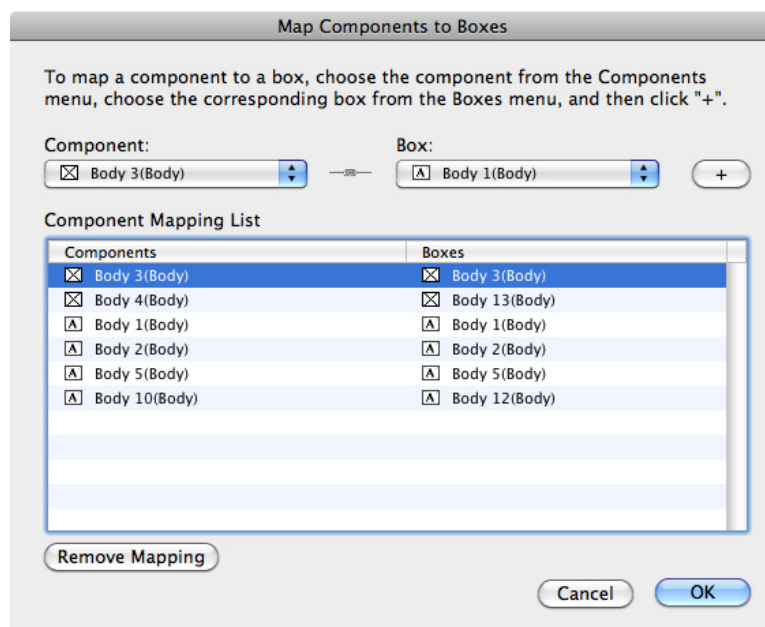 Map Components to Boxes
To map a component to a box, choose the component from the Components
menu, choose the corresponding box from the Boxes menu, and then click "+".
Component: Box:
Body 3(Body) A Body 1(Body) +
Component Mapping List
Components Boxes
Body 3(Body) Body 3(Body)
Body 4(Body) Body 13(Body)
A Body 1(Body) A Body 1(Body)
A Body 2(Body) A Body 2(Body)
A Body 5(Body) A Body 5(Body)
A Body 10(Body) A Body 12(Body)
Remove Mapping
Cancel OK